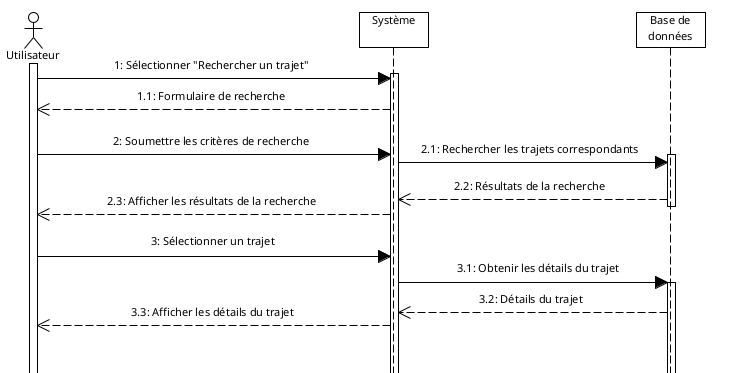 Utilisateur
Système
Base de
données
1: Sélectionner "Rechercher un trajet"
1.1: Formulaire de recherche
2: Soumettre les critères de recherche
2.1: Rechercher les trajets correspondants
2.2: Résultats de la recherche
2.3: Afficher les résultats de la recherche
3: Sélectionner un trajet
3.1: Obtenir les détails du trajet
3.2: Détails du trajet
3.3: Afficher les détails du trajet